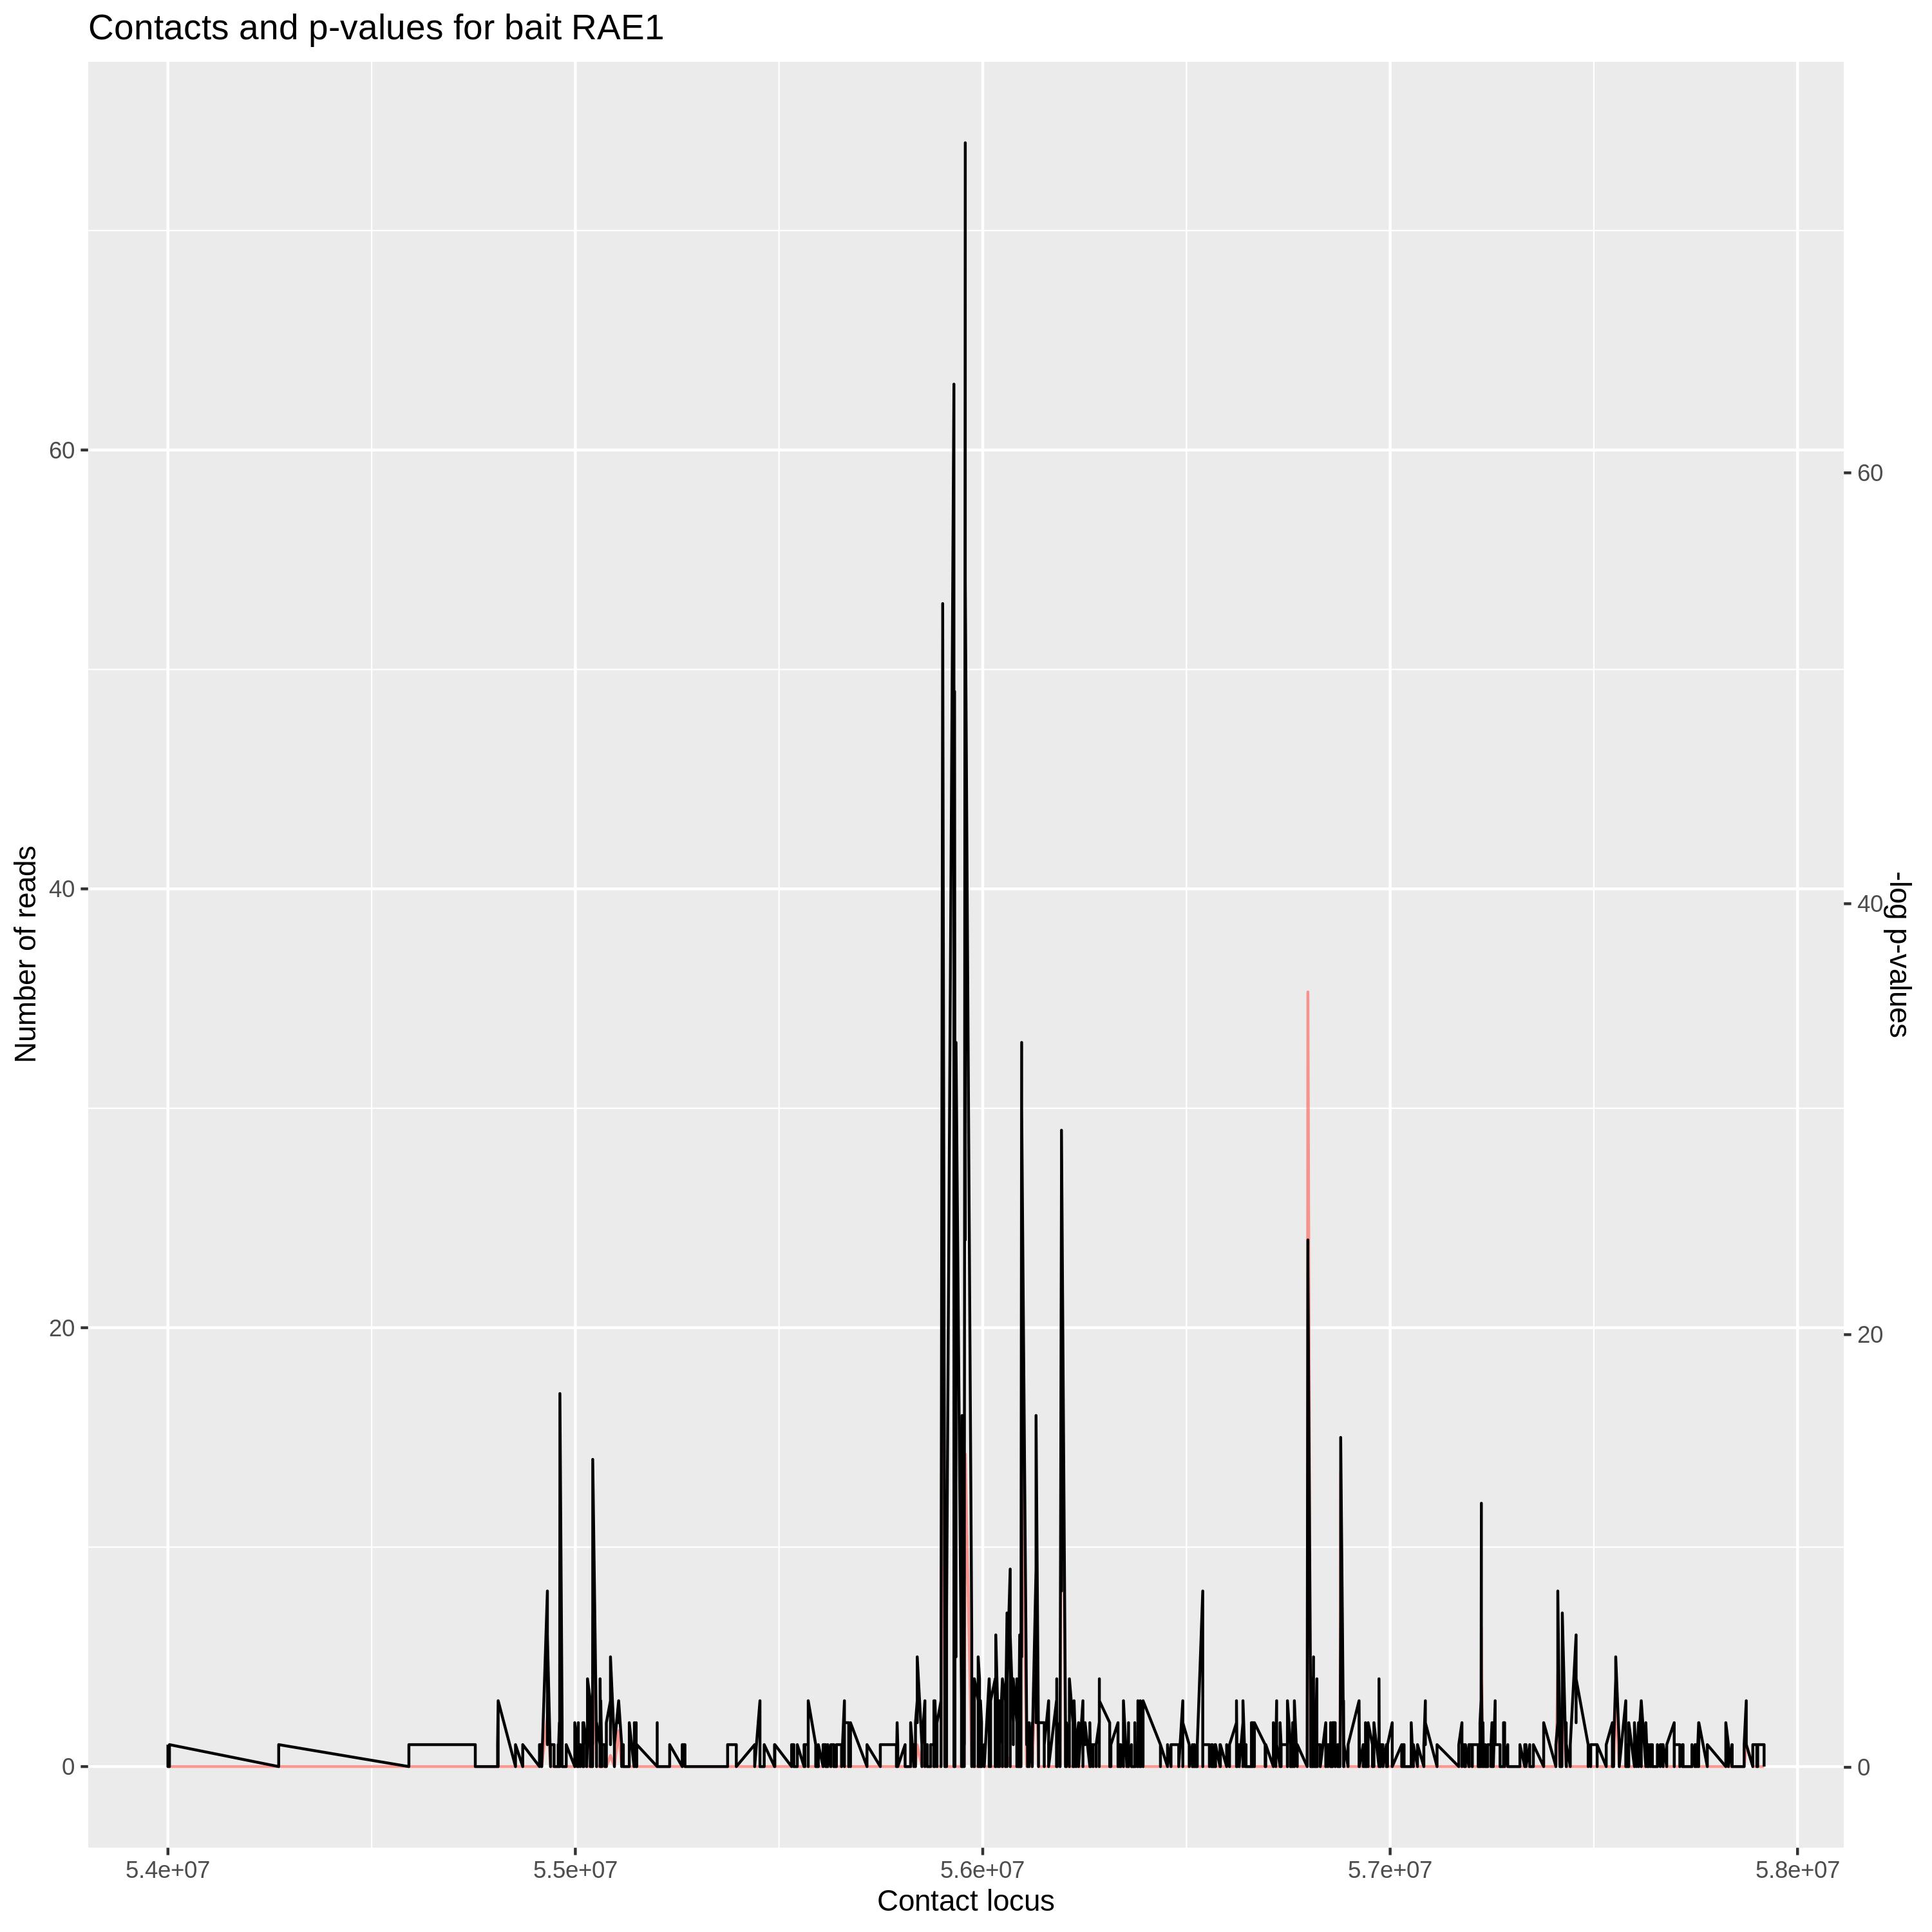 Contacts and p-values for bait RAE1
Number of reads
60
40
20
0
60
40
20
0
-log p-values
5.4e+07 5.5e+07 5.6e+07 5.7e+07 5.8e+07
Contact locus